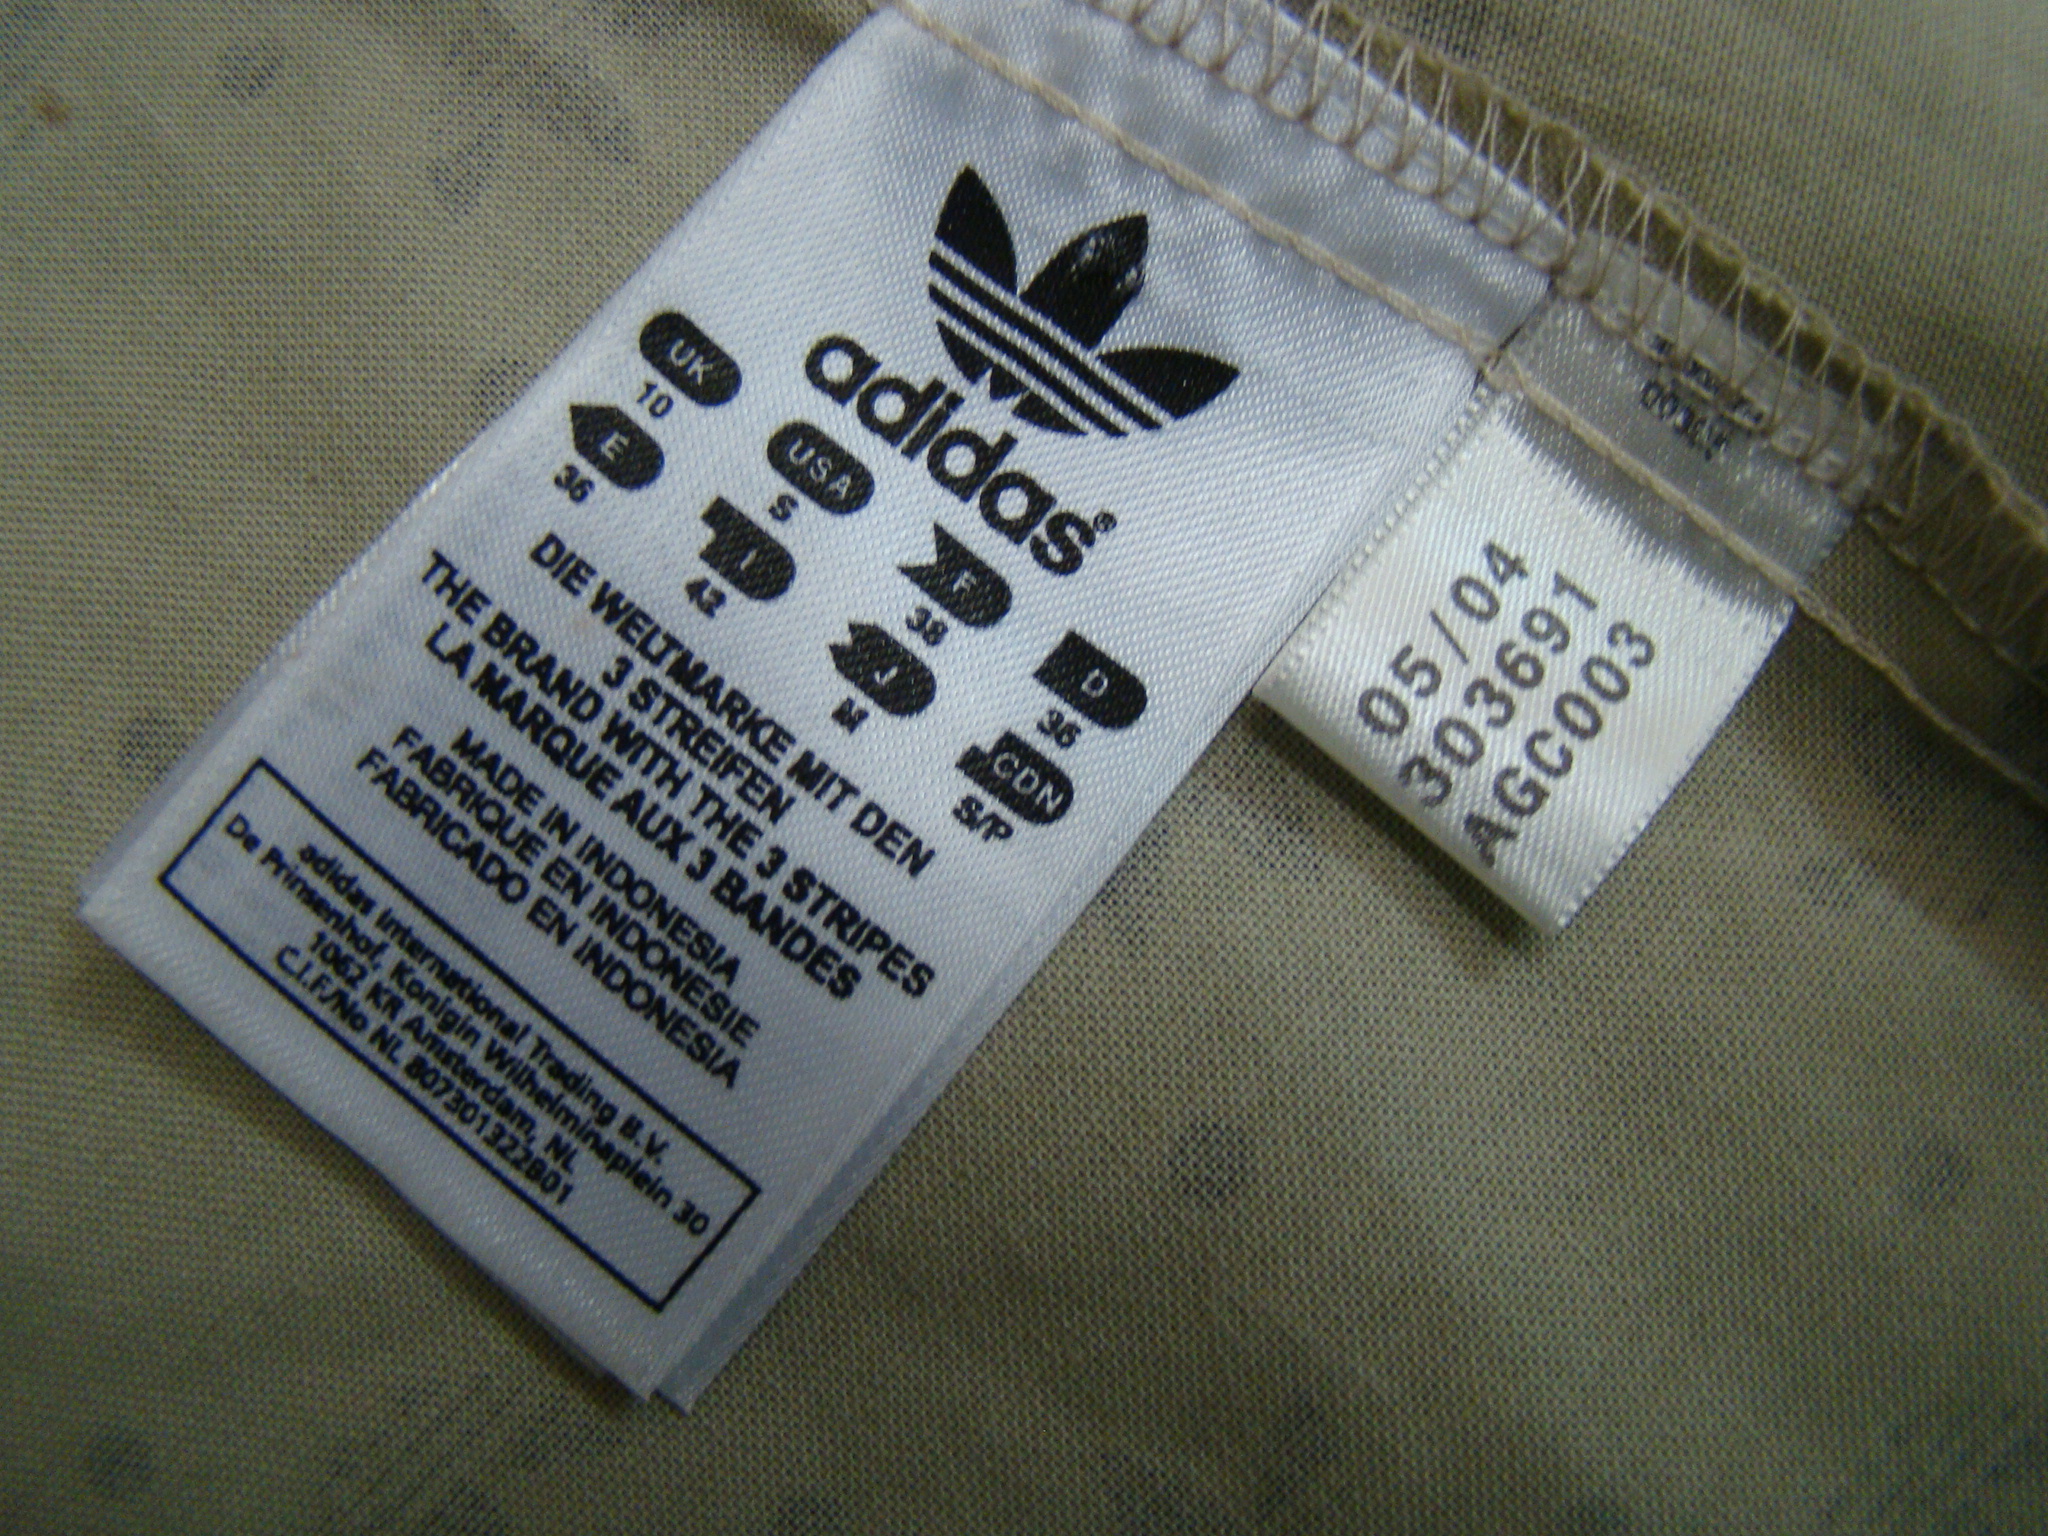 adidas®
UK USA F D
10 S 38 36
E I J CDN
36 42 M S/P
DIE WELTMARKE MIT DEN
3 STREIFEN
THE BRAND WITH THE 3 STRIPES
LA MARQUE AUX 3 BANDES
MADE IN INDONESIA
FABRIQUE EN INDONESIE
FABRICADO EN INDONESIA
adidas International Trading B.V.
De Prinsenhof, Konigin Wilhelminaplein 30
1062 KR Amsterdam, NL
C.I.F./No NL 807301322B01
05/04
303691
AGC003